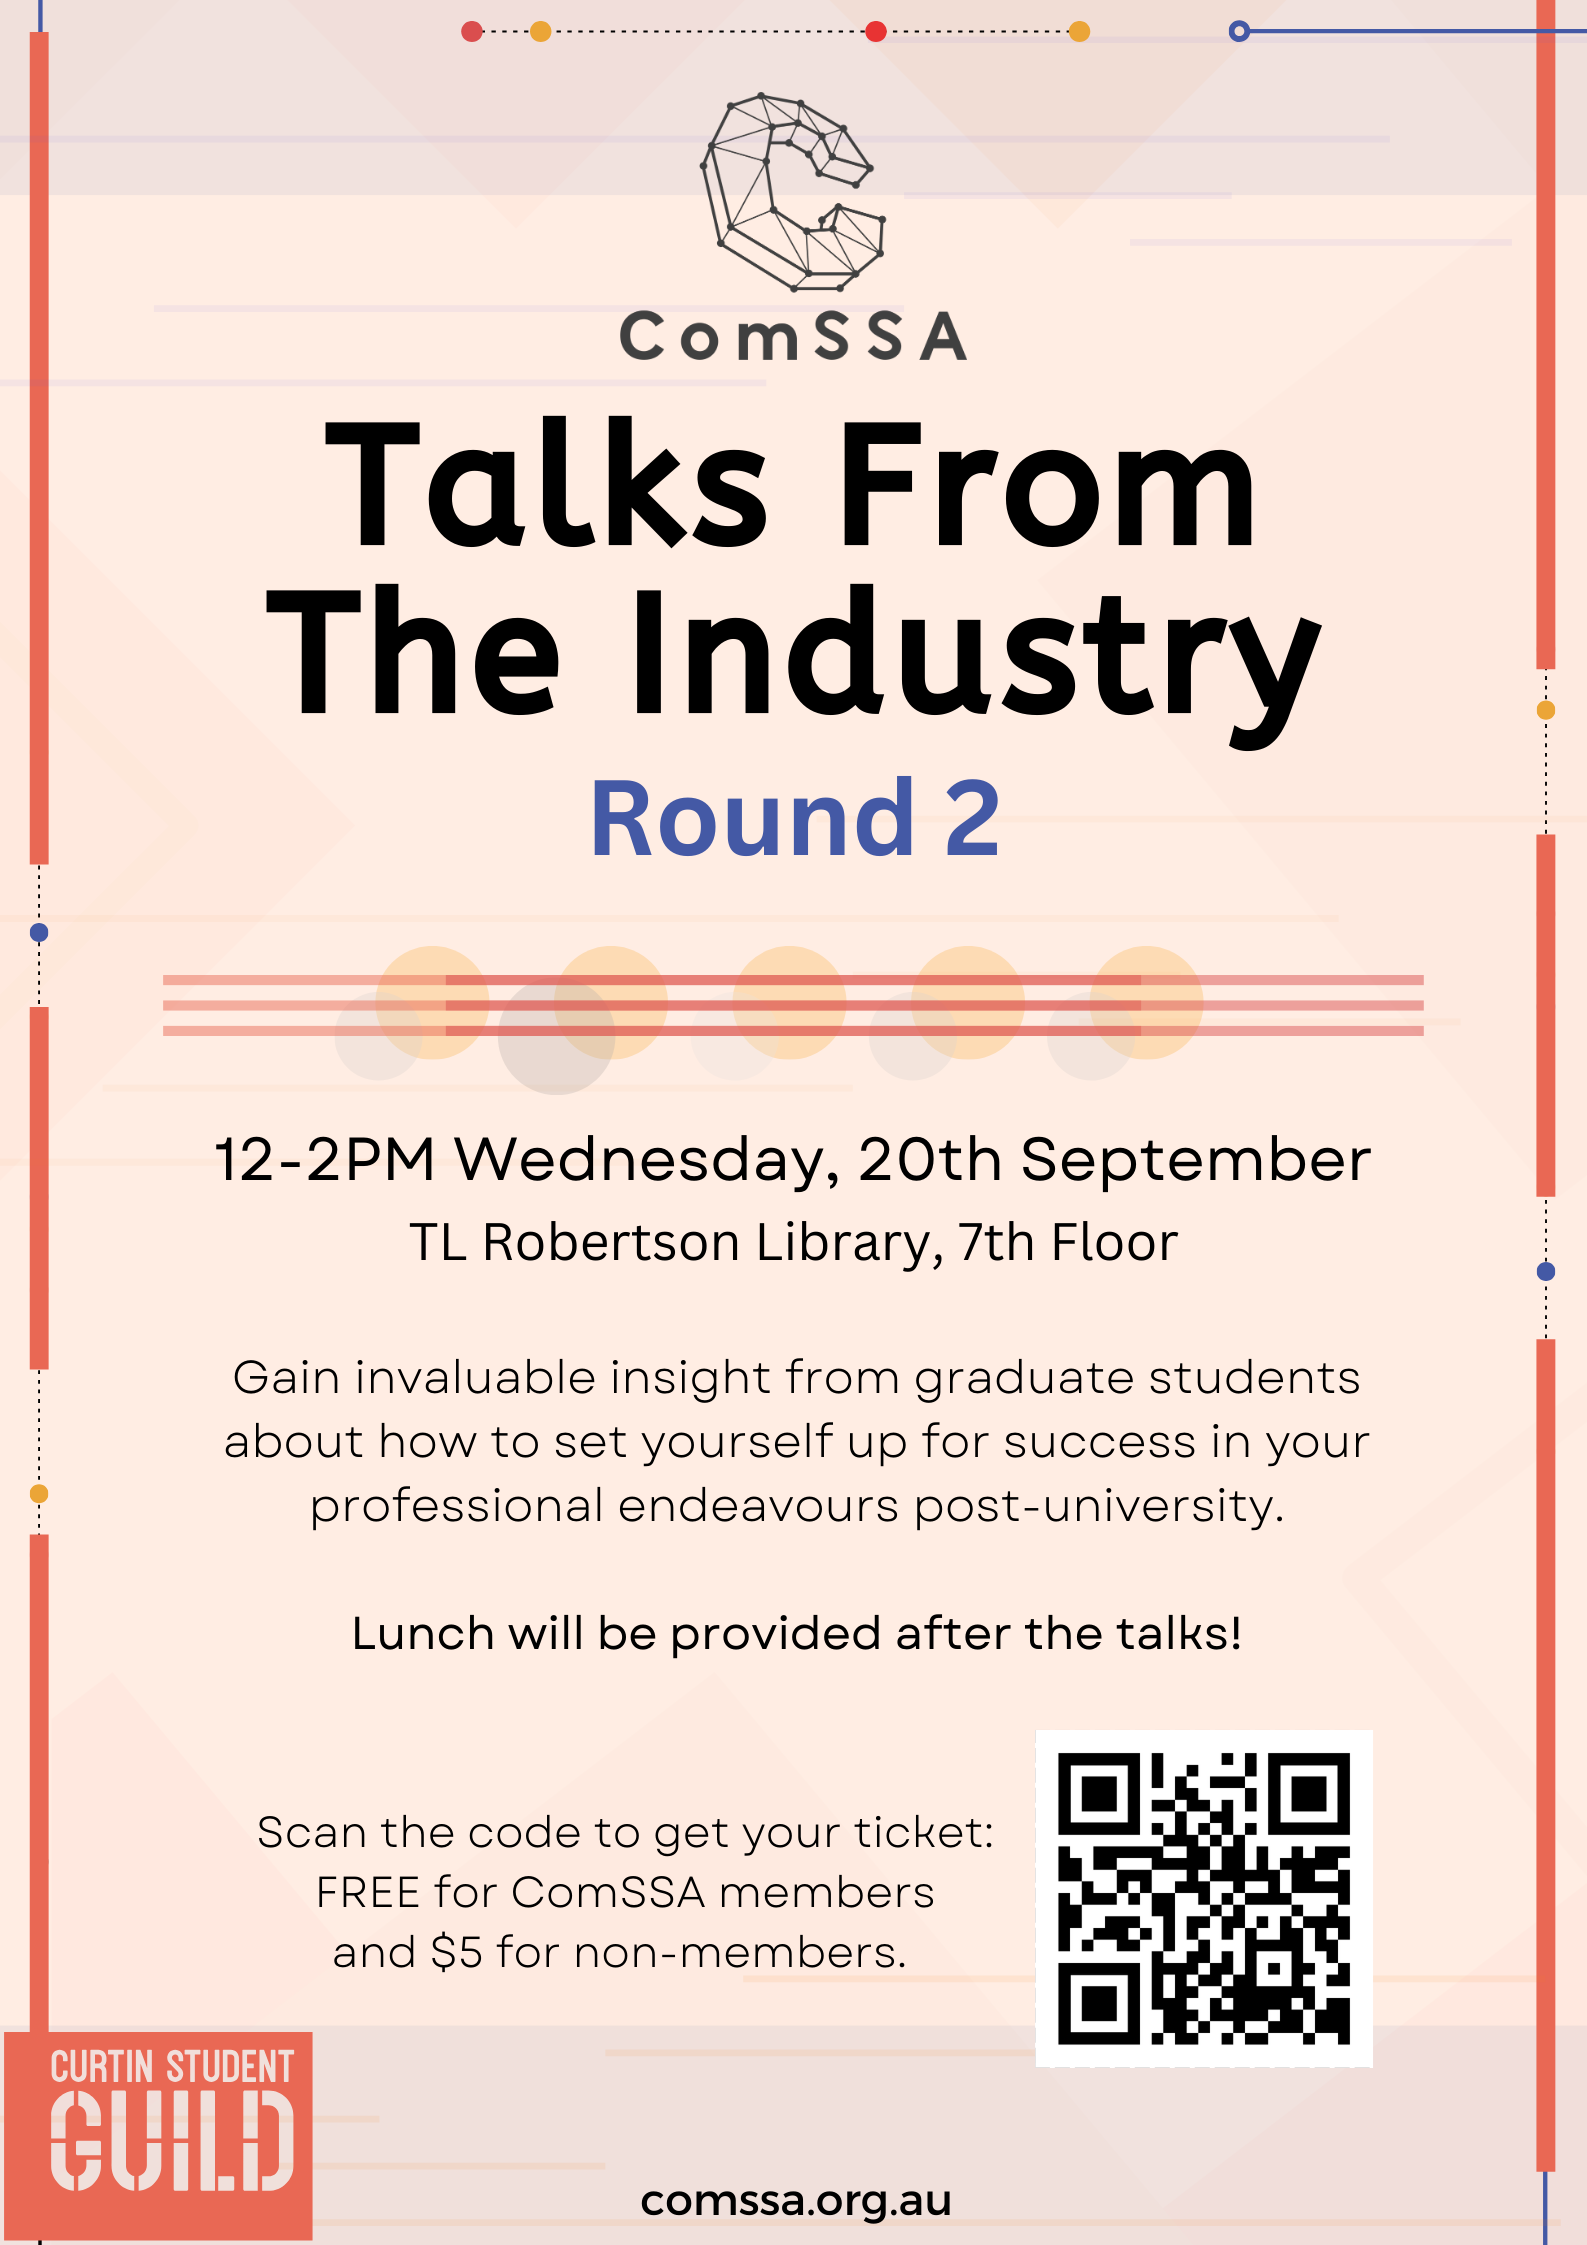 ComSSA
Talks From
The Industry
Round 2
12-2PM Wednesday, 20th September
TL Robertson Library, 7th Floor
Gain invaluable insight from graduate students
about how to set yourself up for success in your
professional endeavours post-university.
Lunch will be provided after the talks!
Scan the code to get your ticket:
FREE for ComSSA members
and $5 for non-members.
CURTIN STUDENT
GUILD
comssa.org.au